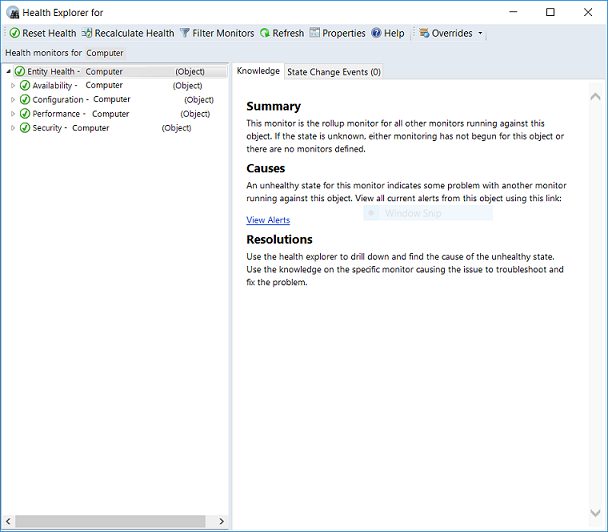 Health Explorer for
Reset Health Recalculate Health Filter Monitors Refresh Properties Help Overrides
Health monitors for Computer
Entity Health - Computer (Object)
Availability - Computer (Object)
Configuration - Computer (Object)
Performance - Computer (Object)
Security - Computer (Object)
Knowledge State Change Events (0)
Summary
This monitor is the rollup monitor for all other monitors running against this
object. If the state is unknown, either monitoring has not begun for this object or
there are no monitors defined.
Causes
An unhealthy state for this monitor indicates some problem with another monitor
running against this object. View all current alerts from this object using this link:
Window Snip
View Alerts
Resolutions
Use the health explorer to drill down and find the cause of the unhealthy state.
Use the knowledge on the specific monitor causing the issue to troubleshoot and
fix the problem.